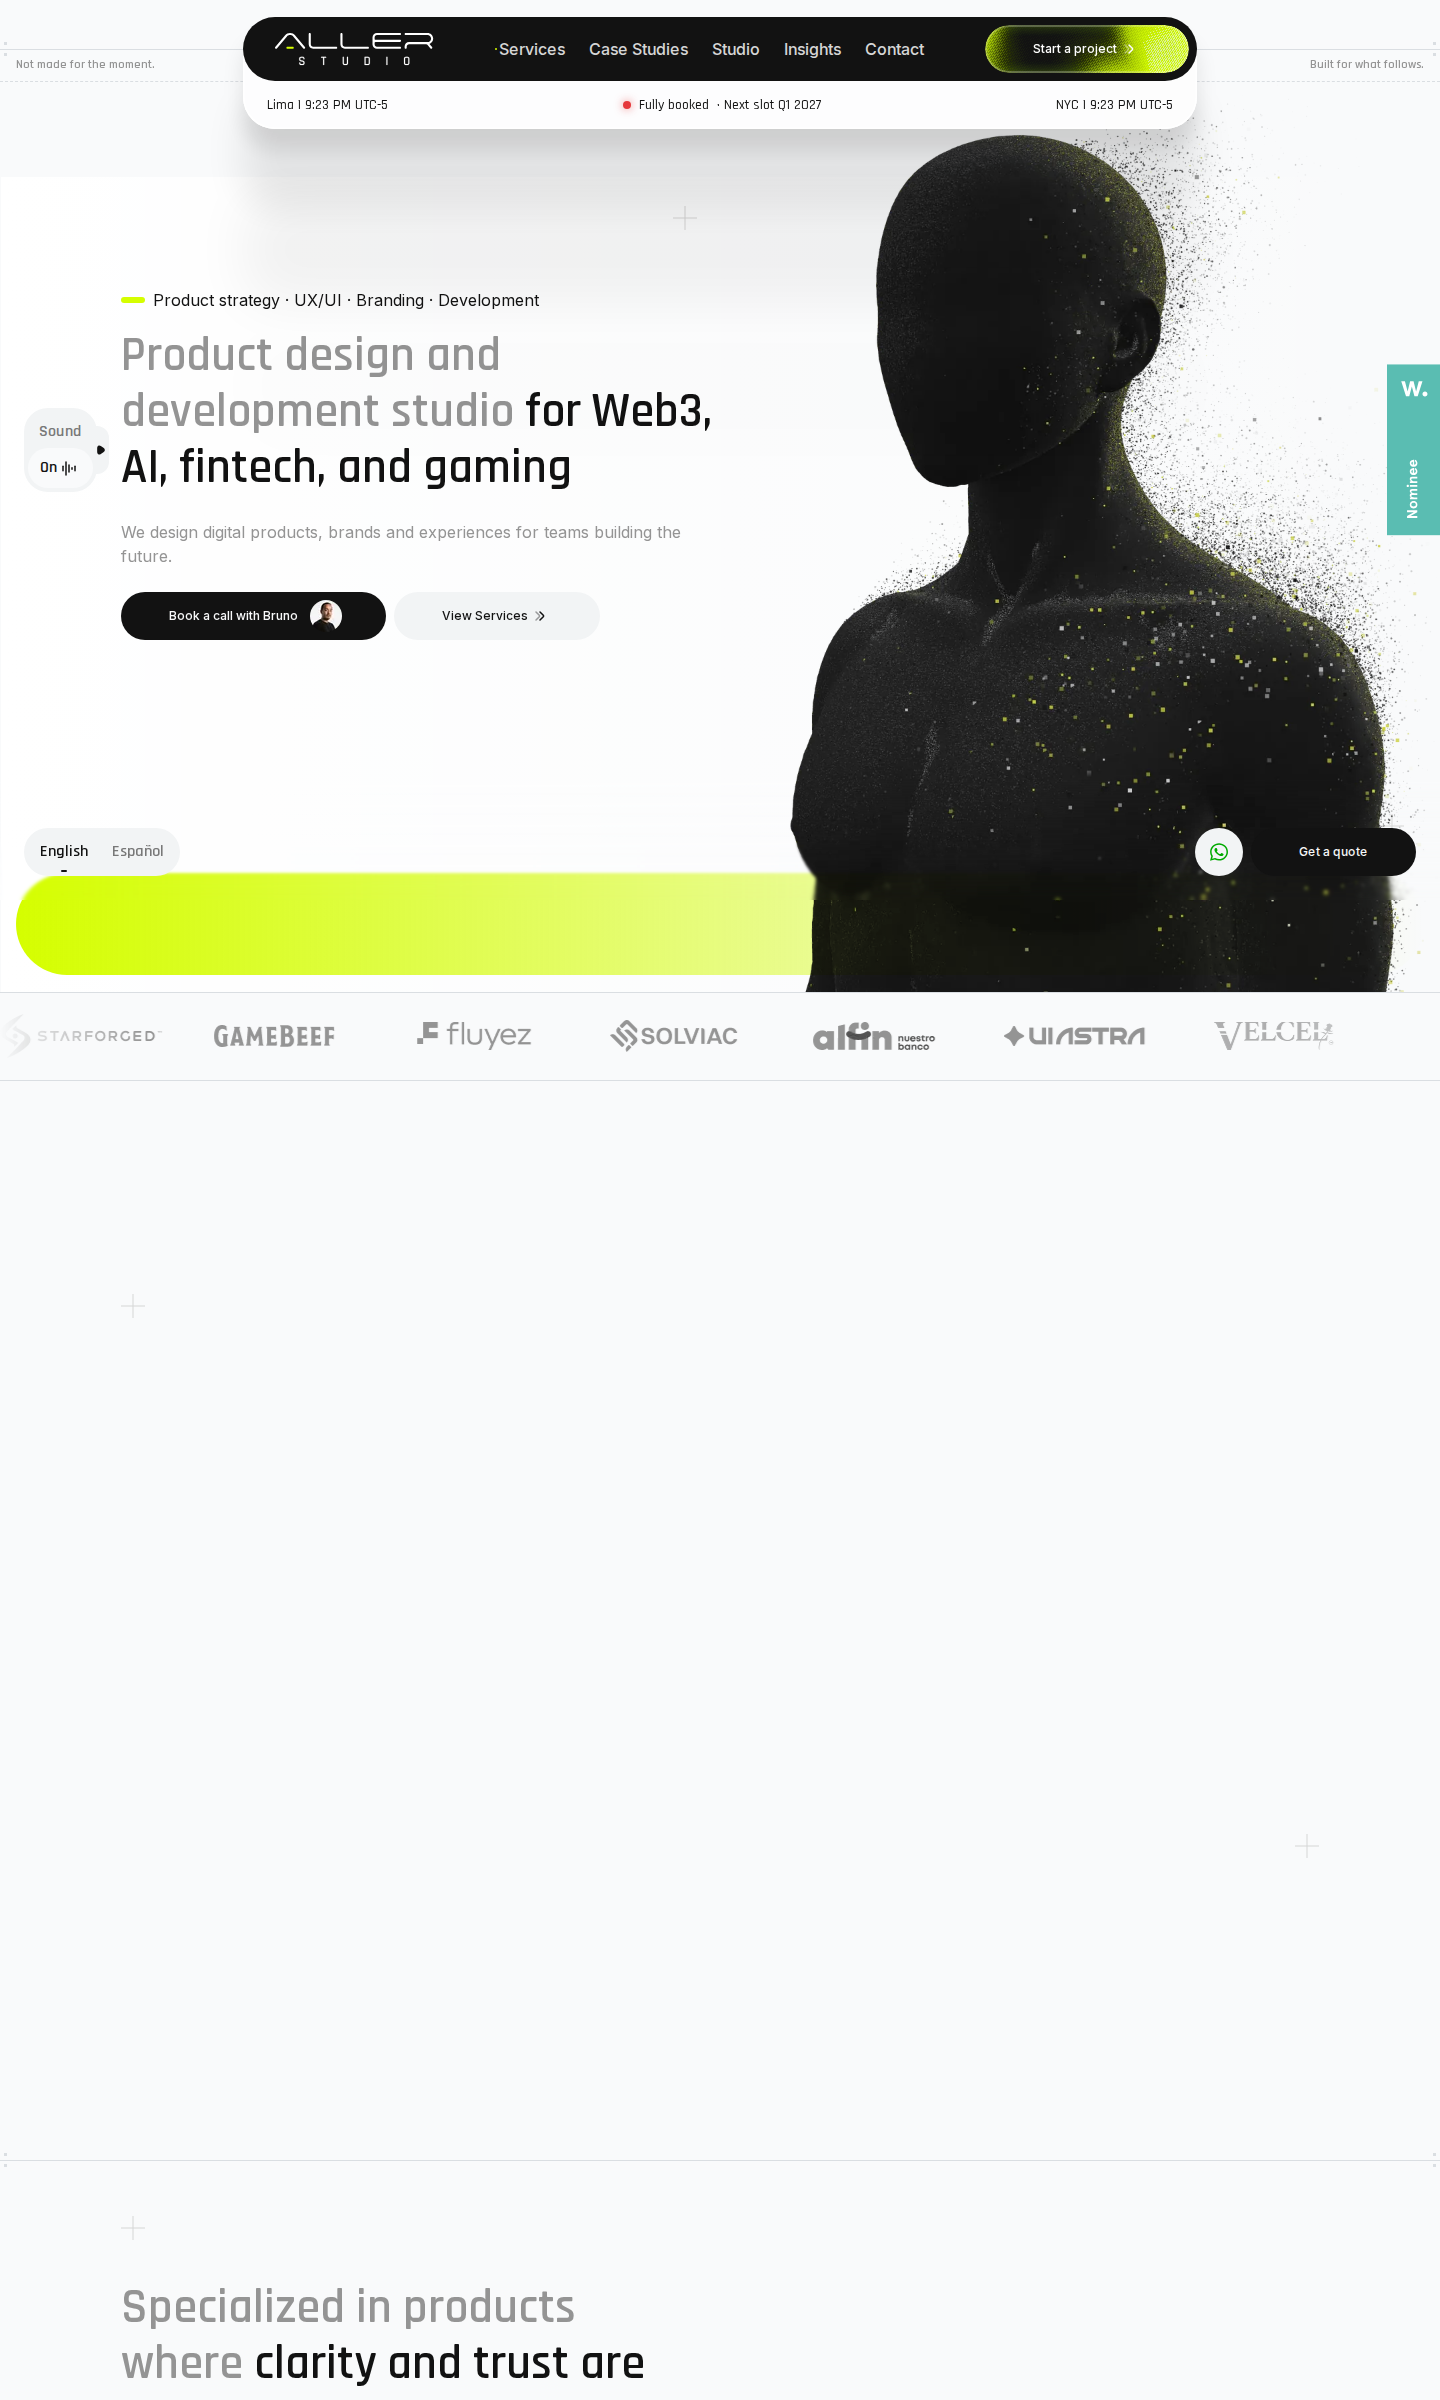 ALLER
STUDIO
Services
Case Studies
Studio
Insights
Contact
Start a project
Not made for the moment.
Built for what follows.
Lima | 9:23 PM UTC-5
Fully booked · Next slot Q1 2027
NYC | 9:23 PM UTC-5
Product strategy · UX/UI · Branding · Development
Product design and
development studio for Web3,
AI, fintech, and gaming
Sound
On
W.
Nominee
We design digital products, brands and experiences for teams building the
future.
Book a call with Bruno
View Services
English
Español
Get a quote
STARFORGED
GAMEBEEF
fluyez
SOLVIAC
alfin nuestro
banco
UIASTRA
VELCEL
Specialized in products
where clarity and trust are